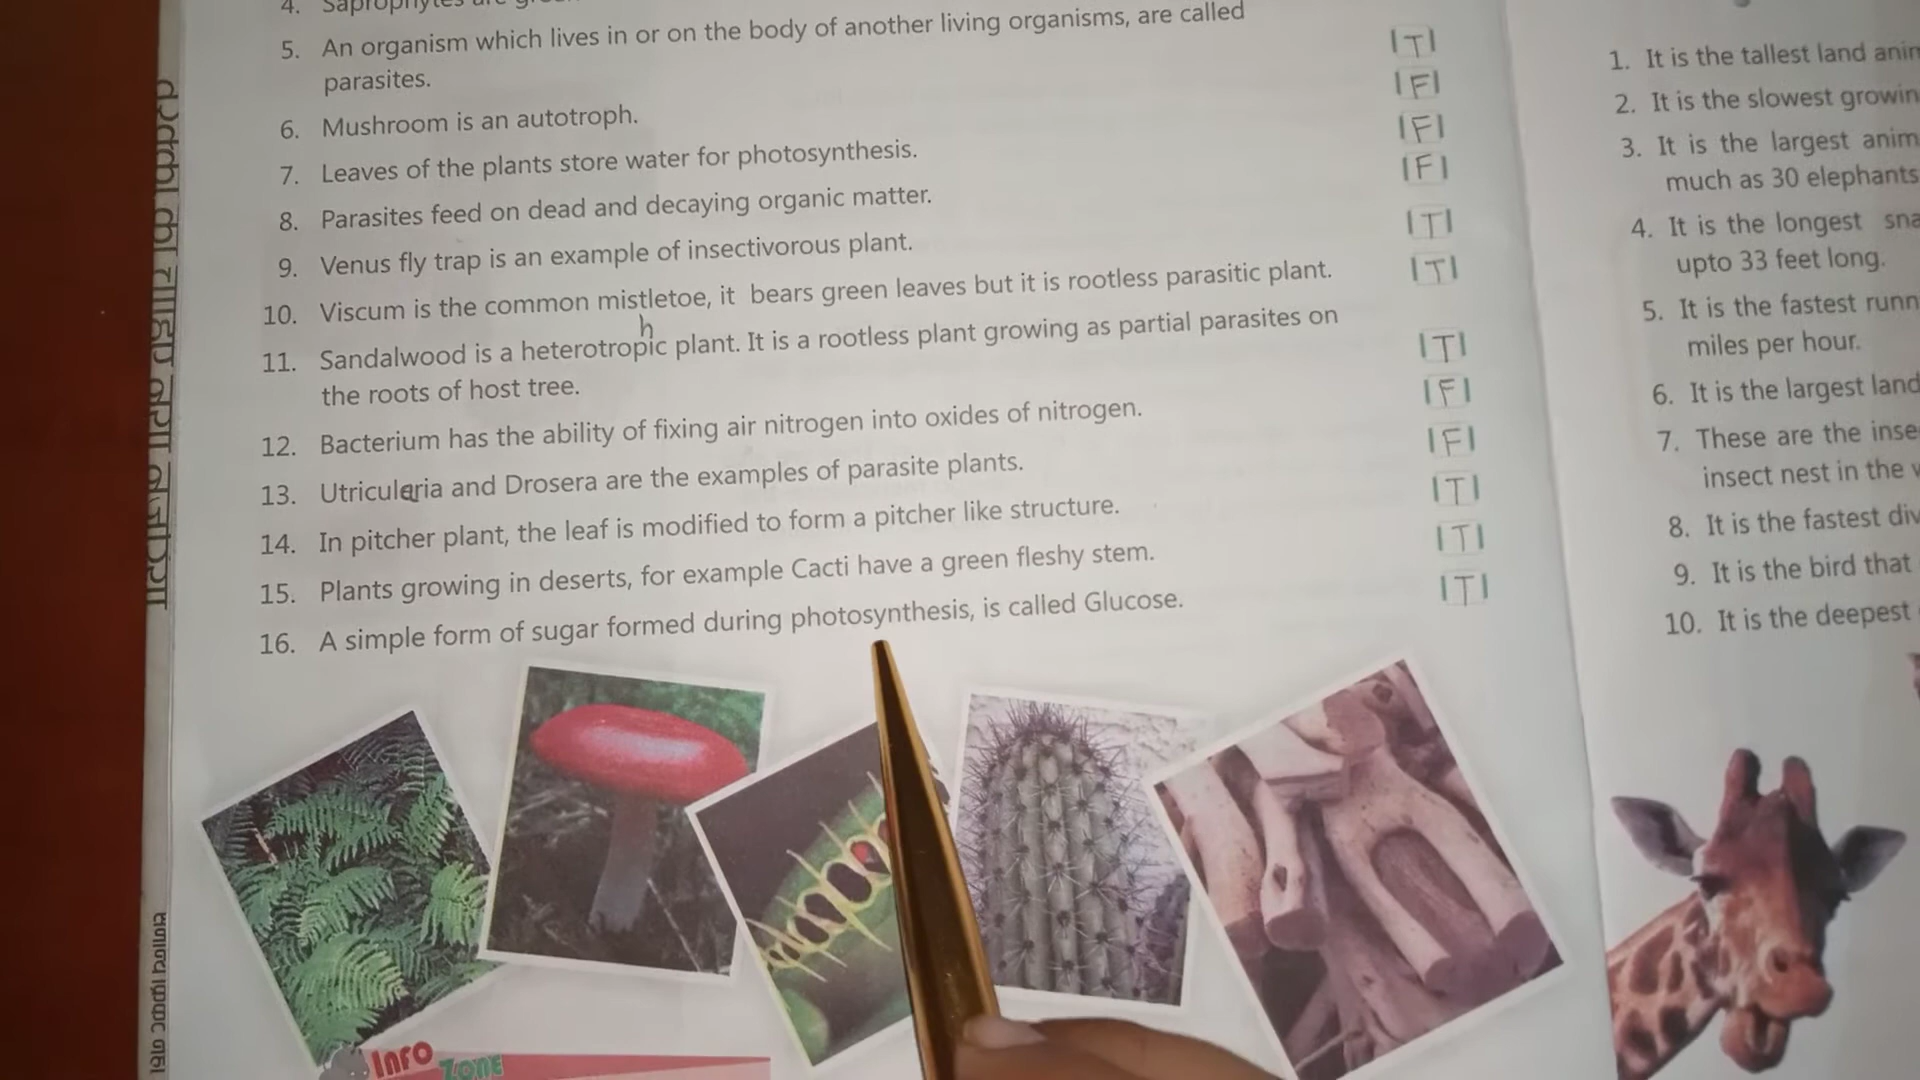 4. Saprophytes are
5. An organism which lives in or on the body of another living organisms, are called
parasites. T
6. Mushroom is an autotroph. F
7. Leaves of the plants store water for photosynthesis. F
8. Parasites feed on dead and decaying organic matter. F
9. Venus fly trap is an example of insectivorous plant. T
10. Viscum is the common mistletoe, it bears green leaves but it is rootless parasitic plant. T
h
11. Sandalwood is a heterotropic plant. It is a rootless plant growing as partial parasites on
the roots of host tree. T
12. Bacterium has the ability of fixing air nitrogen into oxides of nitrogen. F
13. Utricularia and Drosera are the examples of parasite plants. F
14. In pitcher plant, the leaf is modified to form a pitcher like structure. T
15. Plants growing in deserts, for example Cacti have a green fleshy stem. T
16. A simple form of sugar formed during photosynthesis, is called Glucose. T
Info
Zone
1. It is the tallest land
2. It is the slowest
3. It is the largest
much as 30 elephants
4. It is the longest
upto 33 feet long.
5. It is the fastest
miles per hour.
6. It is the largest land
7. These are the
insect nest in the
8. It is the fastest
9. It is the bird that
10. It is the deepest